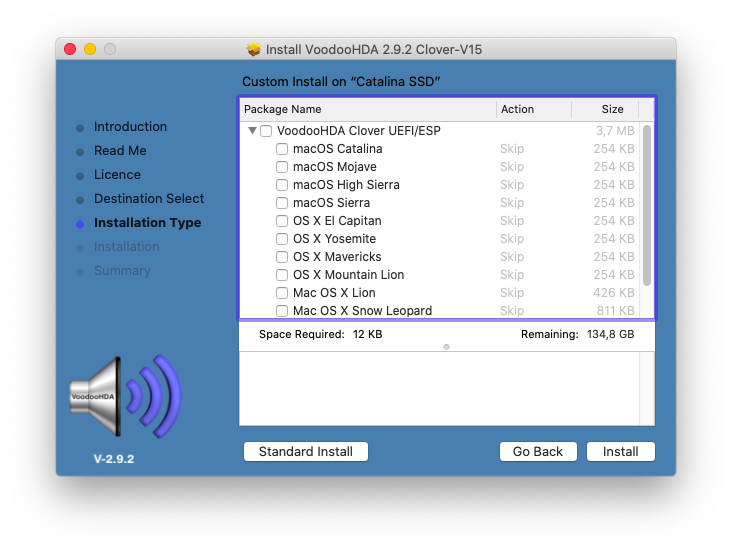 Install VoodooHDA 2.9.2 Clover-V15
Custom Install on “Catalina SSD”
Introduction
Read Me
Licence
Destination Select
Installation Type
Installation
Summary
Package Name Action Size
VoodooHDA Clover UEFI/ESP 3,7 MB
macOS Catalina Skip 254 KB
macOS Mojave Skip 254 KB
macOS High Sierra Skip 254 KB
macOS Sierra Skip 254 KB
OS X El Capitan Skip 254 KB
OS X Yosemite Skip 254 KB
OS X Mavericks Skip 254 KB
OS X Mountain Lion Skip 254 KB
Mac OS X Lion Skip 426 KB
Mac OS X Snow Leopard Skip 811 KB
Space Required: 12 KB Remaining: 134,8 GB
VoodooHDA
V-2.9.2
Standard Install Go Back Install